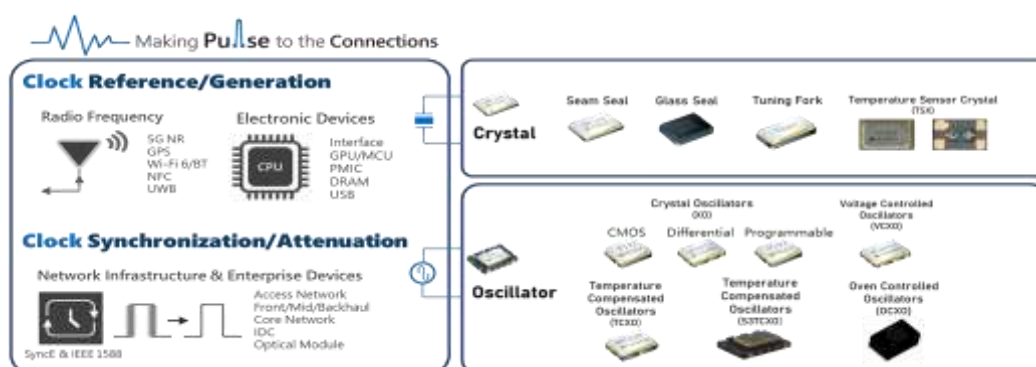 Making Pulse to the Connections
Clock Reference/Generation
Radio Frequency
5G NR
GPS
Wi-Fi 6/BT
NFC
UWB
Electronic Devices
CPU
Interface
GPU/MCU
PMIC
DRAM
USB
Clock Synchronization/Attenuation
Network Infrastructure & Enterprise Devices
SyncE & IEEE 1588
Access Network
Front/Mid/Backhaul
Core Network
IDC
Optical Module
Crystal
Seam Seal
Glass Seal
Tuning Fork
Temperature Sensor Crystal
(TSX)
Oscillator
Crystal Oscillators
(XO)
CMOS
Differential
Programmable
Voltage Controlled
Oscillators
(VCXO)
Temperature
Compensated
Oscillators
(TCXO)
Temperature
Compensated
Oscillators
(S3TCXO)
Oven Controlled
Oscillators
(OCXO)